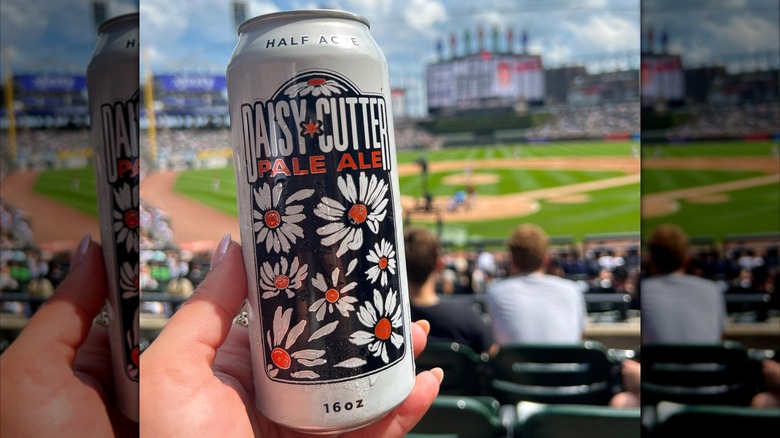 HALF ACRE
DAISY CUTTER
PALE ALE
16oz